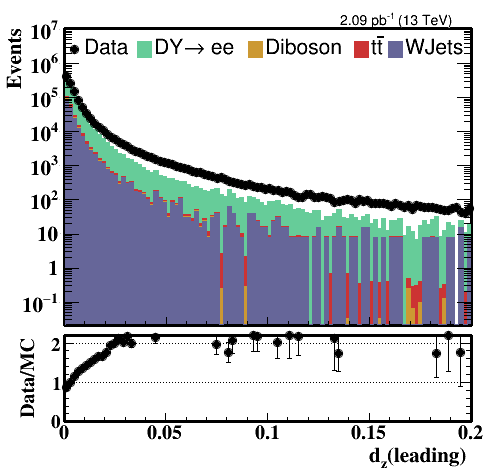 2.09 pb⁻¹ (13 TeV)
Events
10⁷
10⁶
10⁵
10⁴
10³
10²
10
1
10⁻¹
Data DY→ ee Diboson tt̄ WJets
Data/MC
2
1
0
0 0.05 0.1 0.15 0.2
d_z(leading)